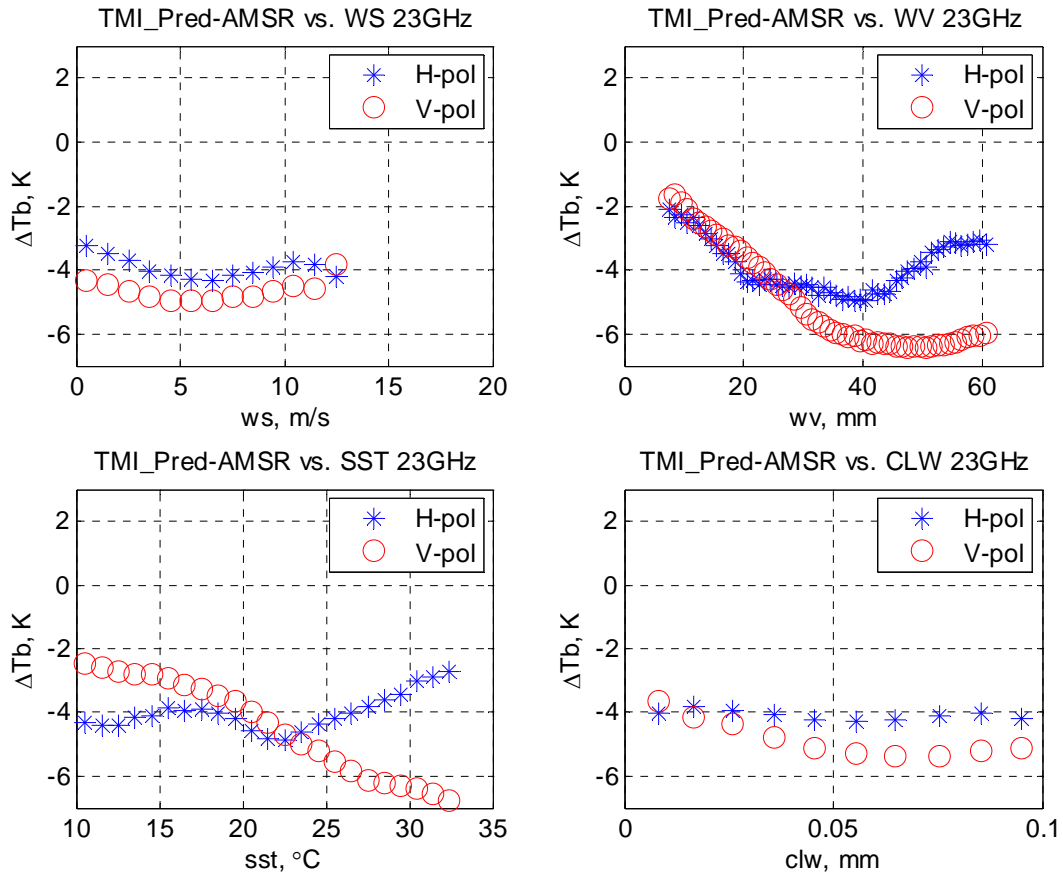 TMI_Pred-AMSR vs. WS 23GHz
H-pol
V-pol
2
0
-2
-4
-6
ΔTb, K
0 5 10 15 20
ws, m/s
TMI_Pred-AMSR vs. WV 23GHz
H-pol
V-pol
2
0
-2
-4
-6
ΔTb, K
0 20 40 60
wv, mm
TMI_Pred-AMSR vs. SST 23GHz
H-pol
V-pol
2
0
-2
-4
-6
ΔTb, K
10 15 20 25 30 35
sst, °C
TMI_Pred-AMSR vs. CLW 23GHz
H-pol
V-pol
2
0
-2
-4
-6
ΔTb, K
0 0.05 0.1
clw, mm